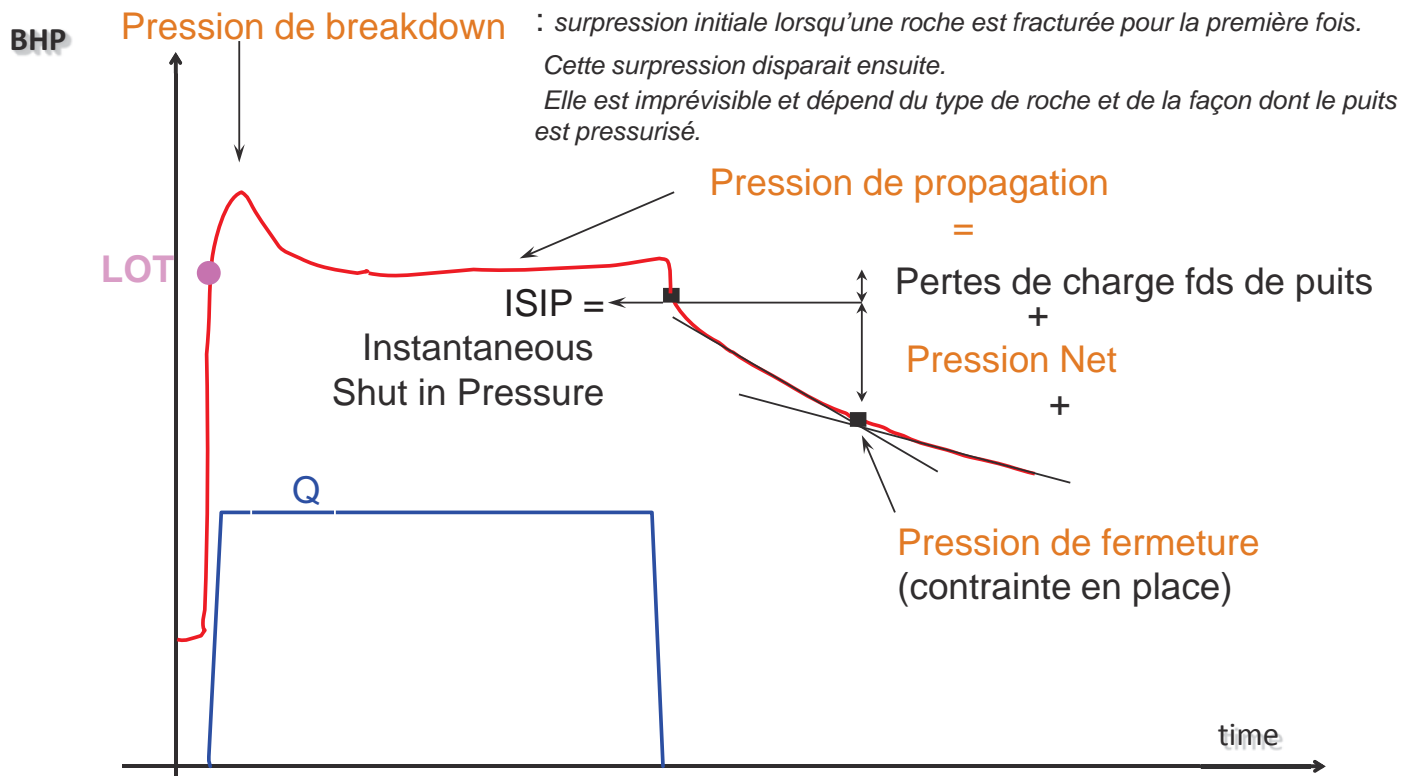 BHP
Pression de breakdown
: surpression initiale lorsqu'une roche est fracturée pour la première fois.
Cette surpression disparait ensuite.
Elle est imprévisible et dépend du type de roche et de la façon dont le puits
est pressurisé.
Pression de propagation
=
LOT
Pertes de charge fds de puits
+
ISIP =
Instantaneous
Shut in Pressure
Pression Net
+
Q
Pression de fermeture
(contrainte en place)
time